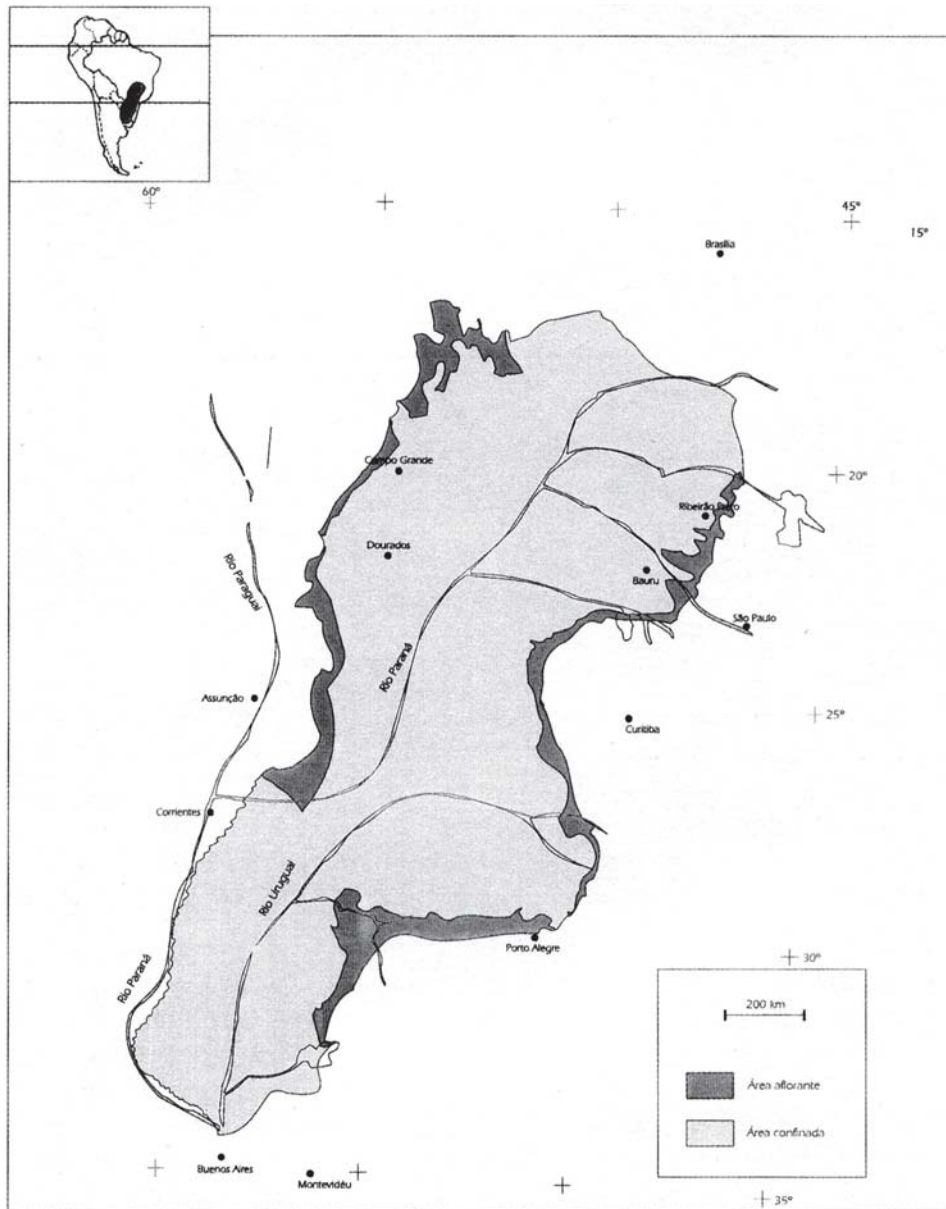 60°
45°
15°
Brasília
Campo Grande
20°
Ribeirão Preto
Dourados
Bauru
Rio Paraguai
São Paulo
Rio Paraná
Assunção
25°
Curitiba
Corrientes
Rio Uruguai
Porto Alegre
30°
Rio Paraná
200 km
Área aflorante
Área confinada
Buenos Aires
Montevidéu
35°